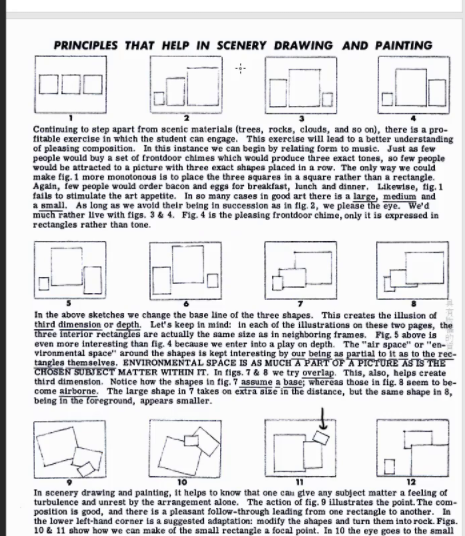 PRINCIPLES THAT HELP IN SCENERY DRAWING AND PAINTING
1 2 3 4
Continuing to step apart from scenic materials (trees, rocks, clouds, and so on), there is a pro-
fitable exercise in which the student can engage. This exercise will lead to a better understanding
of pleasing composition. In this instance we can begin by relating form to music. Just as few
people would buy a set of frontdoor chimes which would produce three exact tones, so few people
would be attracted to a picture with three exact shapes placed in a row. The only way we could
make fig. 1 more monotonous is to place the three squares in a square rather than a rectangle.
Again, few people would order bacon and eggs for breakfast, lunch and dinner. Likewise, fig. 1
fails to stimulate the art appetite. In so many cases in good art there is a large, medium and
a small. As long as we avoid their being in succession as in fig. 2, we please the eye. We'd
much rather live with figs. 3 & 4. Fig. 4 is the pleasing frontdoor chime, only it is expressed in
rectangles rather than tone.
5 6 7 8
In the above sketches we change the base line of the three shapes. This creates the illusion of
third dimension or depth. Let's keep in mind: in each of the illustrations on these two pages, the
three interior rectangles are actually the same size as in neighboring frames. Fig. 5 above is
even more interesting than fig. 4 because we enter into a play on depth. The "air space" or "en-
vironmental space" around the shapes is kept interesting by our being as partial to it as to the rec-
tangles themselves. ENVIRONMENTAL SPACE IS AS MUCH A PART OF A PICTURE AS IS THE
CHOSEN SUBJECT MATTER WITHIN IT. In figs. 7 & 8 we try overlap. This, also, helps create
third dimension. Notice how the shapes in fig. 7 assume a base; whereas those in fig. 8 seem to be-
come airborne. The large shape in 7 takes on extra size in the distance, but the same shape in 8,
being in the foreground, appears smaller.
9 10 11 12
In scenery drawing and painting, it helps to know that one can give any subject matter a feeling of
turbulence and unrest by the arrangement alone. The action of fig. 9 illustrates the point. The com-
position is good, and there is a pleasant follow-through leading from one rectangle to another. In
the lower left-hand corner is a suggested adaptation: modify the shapes and turn them into rock. Figs.
10 & 11 show how we can make of the small rectangle a focal point. In 10 the eye goes to the small